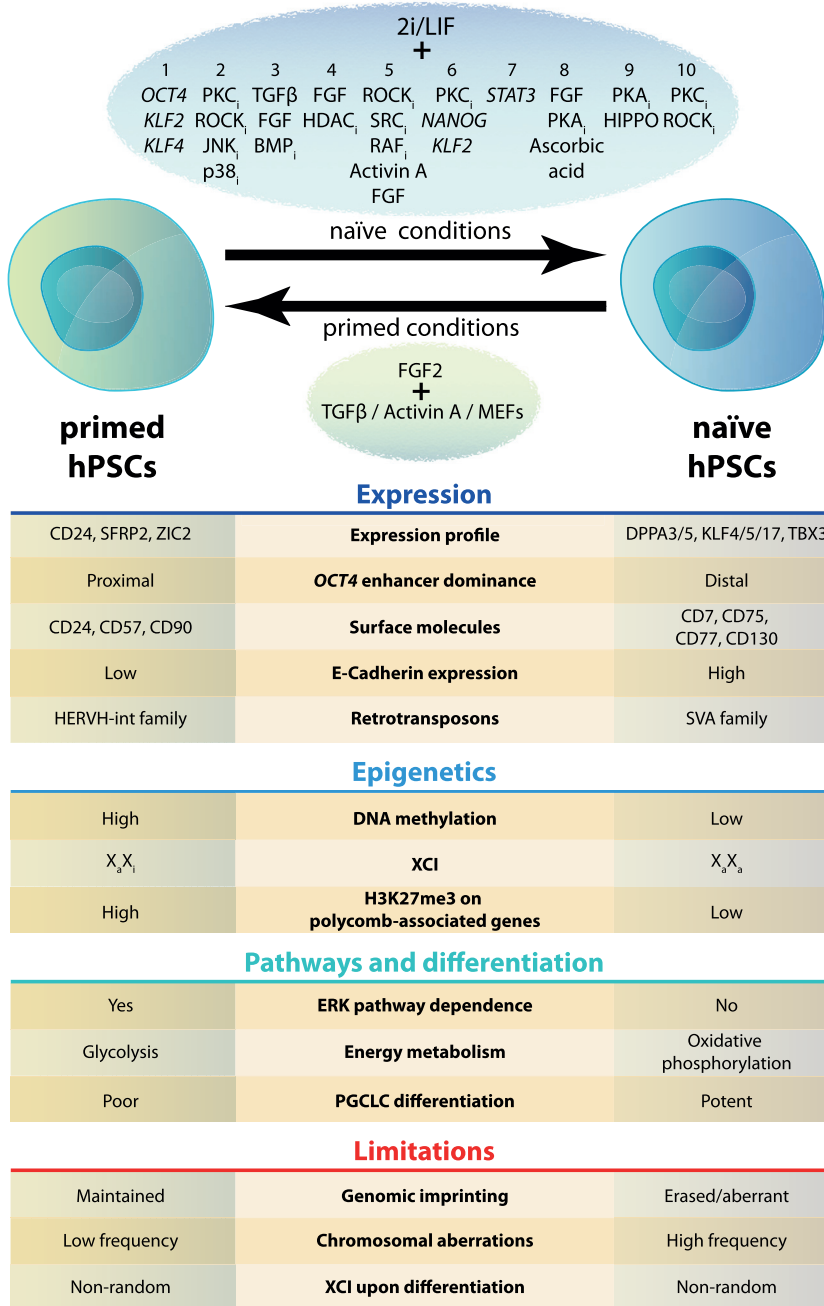 2i/LIF
+
1 2 3 4 5 6 7 8 9 10
OCT4 PKCi TGFβ FGF ROCKi PKCi STAT3 FGF PKAi PKCi
KLF2 ROCKi FGF HDACi SRCi NANOG PKAi HIPPO ROCKi
KLF4 JNKi BMPi RAFi KLF2 Ascorbic
p38i Activin A acid
FGF
naïve conditions
primed conditions
FGF2
+
TGFβ / Activin A / MEFs
primed naïve
hPSCs hPSCs
Expression
CD24, SFRP2, ZIC2 Expression profile DPPA3/5, KLF4/5/17, TBX3
Proximal OCT4 enhancer dominance Distal
CD24, CD57, CD90 Surface molecules CD7, CD75,
CD77, CD130
Low E-Cadherin expression High
HERVH-int family Retrotransposons SVA family
Epigenetics
High DNA methylation Low
XaXi XCI XaXa
High H3K27me3 on
polycomb-associated genes Low
Pathways and differentiation
Yes ERK pathway dependence No
Glycolysis Energy metabolism Oxidative
phosphorylation
Poor PGCLC differentiation Potent
Limitations
Maintained Genomic imprinting Erased/aberrant
Low frequency Chromosomal aberrations High frequency
Non-random XCI upon differentiation Non-random